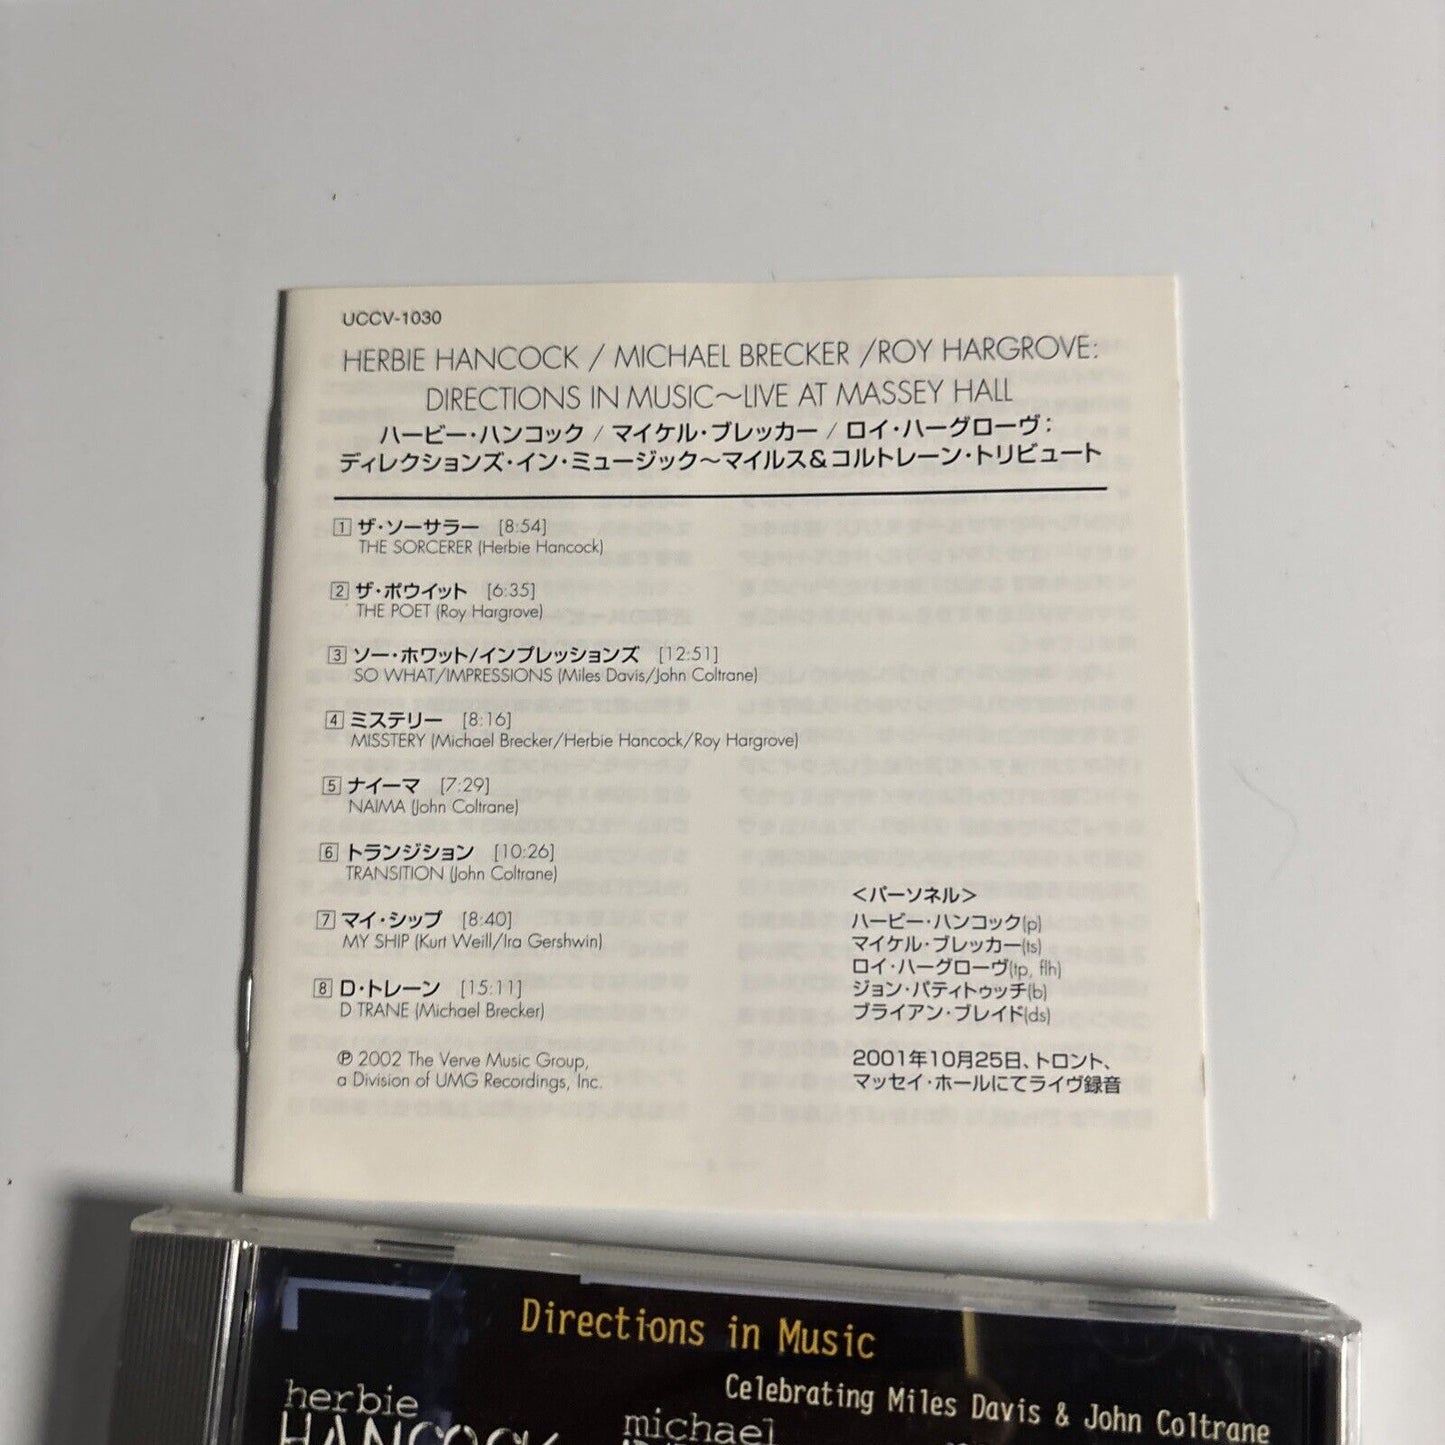 UCCV-1030
HERBIE HANCOCK / MICHAEL BRECKER /ROY HARGROVE:
DIRECTIONS IN MUSIC〜LIVE AT MASSEY HALL
ハービー・ハンコック / マイケル・ブレッカー / ロイ・ハーグローヴ:
ディレクションズ・イン・ミュージック〜マイルス&コルトレーン・トリビュート
1 ザ・ソーサラー [8:54]
THE SORCERER (Herbie Hancock)
2 ザ・ポウイット [6:35]
THE POET (Roy Hargrove)
3 ソー・ホワット/インプレッションズ [12:51]
SO WHAT/IMPRESSIONS (Miles Davis/John Coltrane)
4 ミステリー [8:16]
MISSTERY (Michael Brecker/Herbie Hancock/Roy Hargrove)
5 ナイーマ [7:29]
NAIMA (John Coltrane)
6 トランジション [10:26]
TRANSITION (John Coltrane)
7 マイ・シップ [8:40]
MY SHIP (Kurt Weill/Ira Gershwin)
8 D・トレーン [15:11]
D TRANE (Michael Brecker)
℗ 2002 The Verve Music Group,
a Division of UMG Recordings, Inc.
<パーソネル>
ハービー・ハンコック(p)
マイケル・ブレッカー(ts)
ロイ・ハーグローヴ(tp, flh)
ジョン・パティトゥッチ(b)
ブライアン・ブレイド(ds)
2001年10月25日、トロント、
マッセイ・ホールにてライヴ録音
Directions in Music
Celebrating Miles Davis & John Coltrane
herbie
HANCOCK
michael